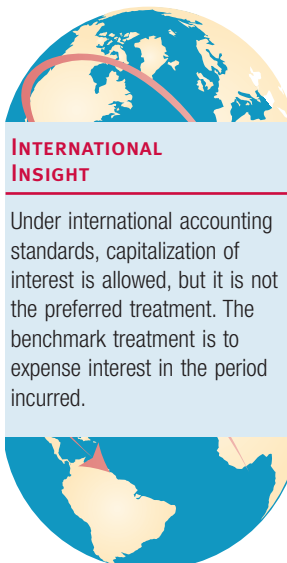 INTERNATIONAL
INSIGHT
Under international accounting
standards, capitalization of
interest is allowed, but it is not
the preferred treatment. The
benchmark treatment is to
expense interest in the period
incurred.